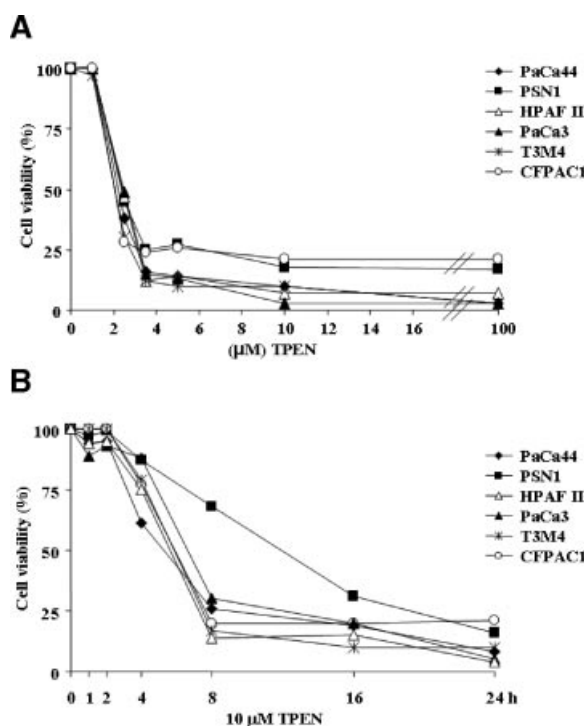 A
100
75
50
25
0
Cell viability (%)
0 2 4 6 8 10 12 14 16 100
(µM) TPEN
PaCa44
PSN1
HPAF II
PaCa3
T3M4
CFPAC1
B
100
75
50
25
0
Cell viability (%)
0 1 2 4 8 16 24 h
10 µM TPEN
PaCa44
PSN1
HPAF II
PaCa3
T3M4
CFPAC1